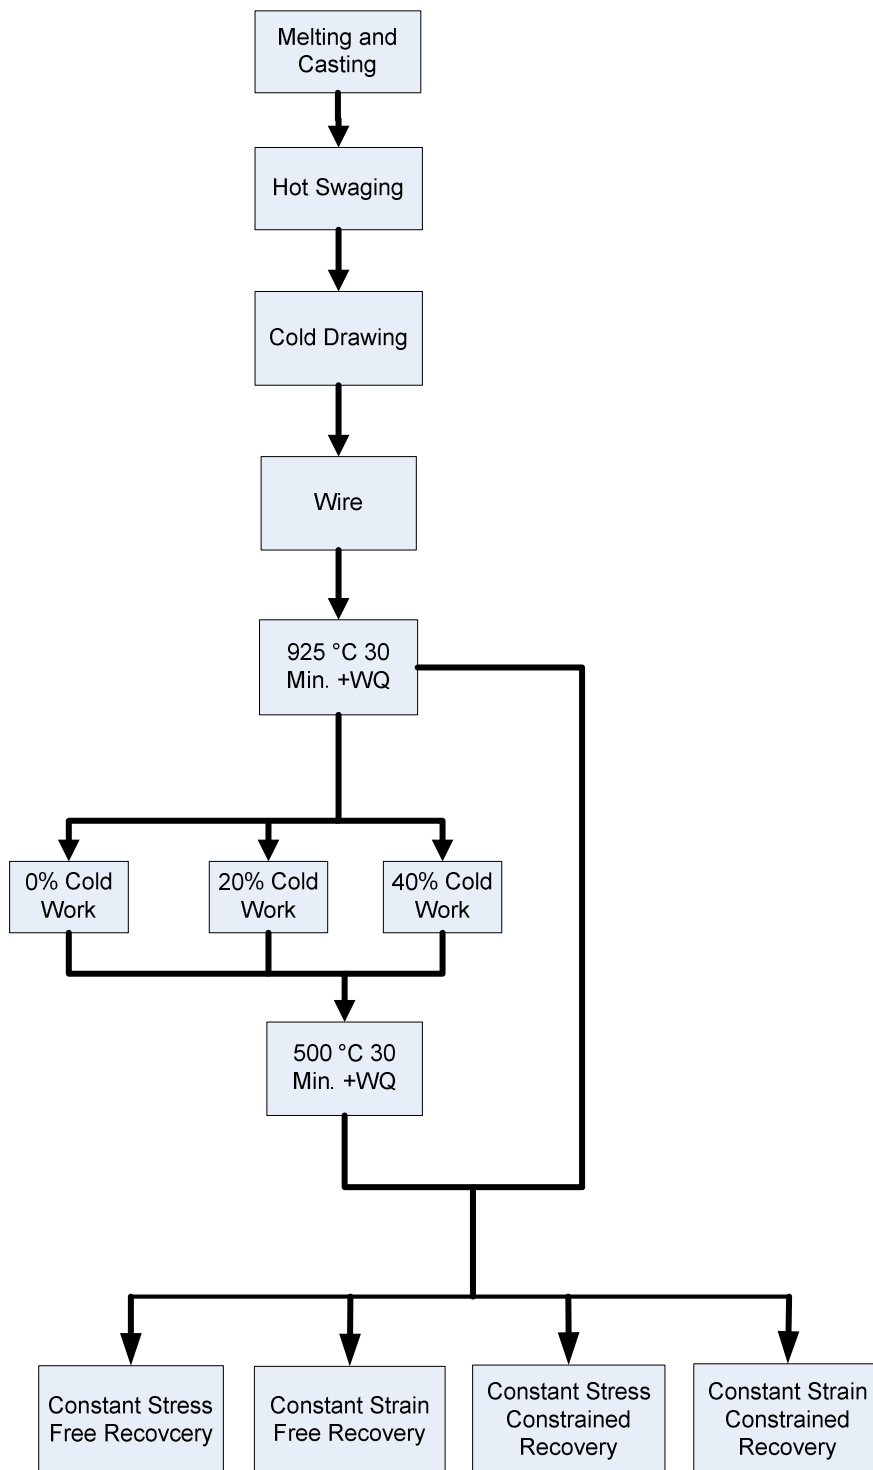 Melting and
Casting
Hot Swaging
Cold Drawing
Wire
925 °C 30
Min. +WQ
0% Cold
Work
20% Cold
Work
40% Cold
Work
500 °C 30
Min. +WQ
Constant Stress
Free Recovcery
Constant Strain
Free Recovery
Constant Stress
Constrained
Recovery
Constant Strain
Constrained
Recovery